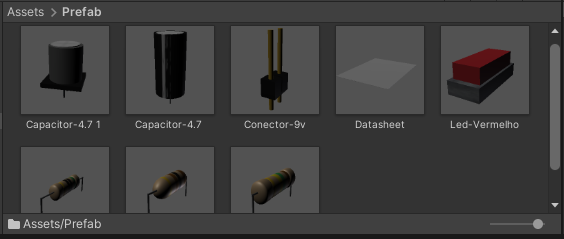 Assets > Prefab
Capacitor-4.7 1
Capacitor-4.7
Conector-9v
Datasheet
Led-Vermelho
Assets/Prefab